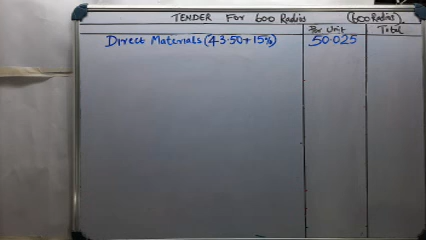 TENDER For 600 Radios (600 Radios)
Per Unit Total
Direct Materials (43.50 + 15%) 50.025